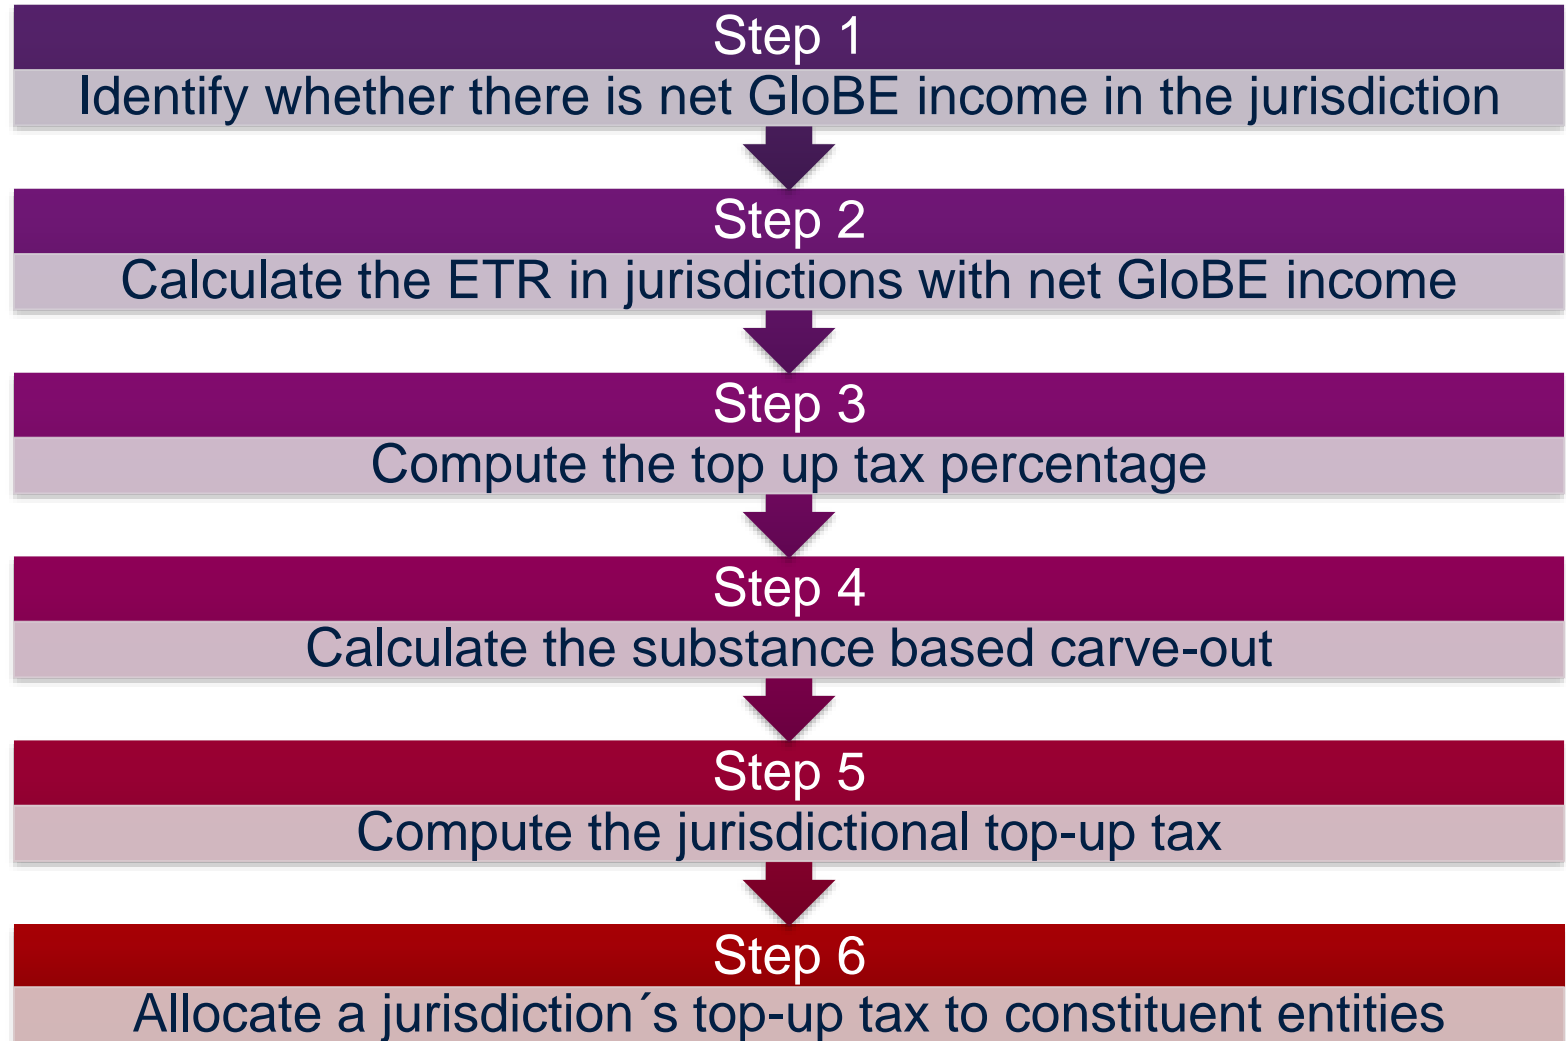 Step 1
Identify whether there is net GloBE income in the jurisdiction
Step 2
Calculate the ETR in jurisdictions with net GloBE income
Step 3
Compute the top up tax percentage
Step 4
Calculate the substance based carve-out
Step 5
Compute the jurisdictional top-up tax
Step 6
Allocate a jurisdiction´s top-up tax to constituent entities